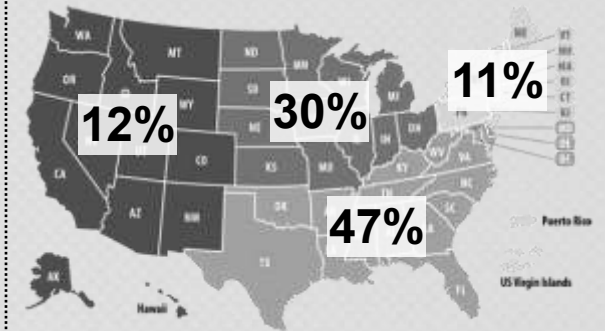 WA
MT
ND
MN
OR
SD
WY
NE
CO
KS
MO
IN
OH
MI
CA
AZ
NM
OK
TX
KY
WV
VA
NC
SC
FL
AK
Hawaii
ME
VT
NH
MA
RI
CT
NJ
11%
30%
12%
47%
Puerto Rico
US Virgin Islands